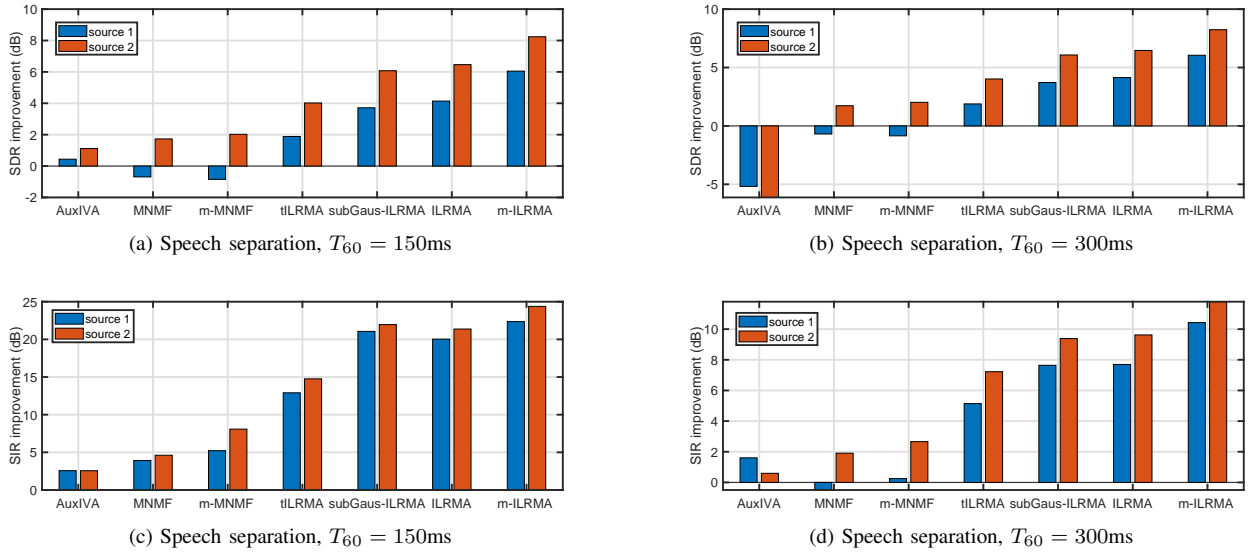 SDR improvement (dB)
10
8
6
4
2
0
-2
source 1
source 2
AuxIVA MNMF m-MNMF tILRMA subGaus-ILRMA ILRMA m-ILRMA
(a) Speech separation, T60 = 150ms
SDR improvement (dB)
10
5
0
-5
source 1
source 2
AuxIVA MNMF m-MNMF tILRMA subGaus-ILRMA ILRMA m-ILRMA
(b) Speech separation, T60 = 300ms
SIR improvement (dB)
25
20
15
10
5
0
source 1
source 2
AuxIVA MNMF m-MNMF tILRMA subGaus-ILRMA ILRMA m-ILRMA
(c) Speech separation, T60 = 150ms
SIR improvement (dB)
10
8
6
4
2
0
source 1
source 2
AuxIVA MNMF m-MNMF tILRMA subGaus-ILRMA ILRMA m-ILRMA
(d) Speech separation, T60 = 300ms